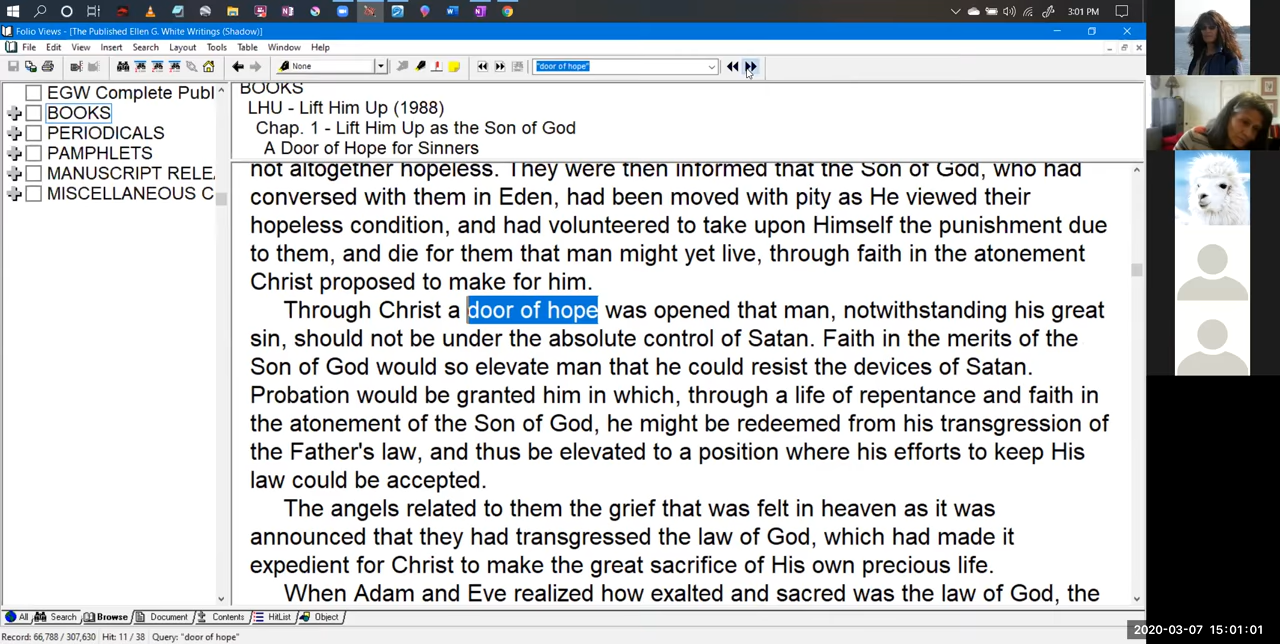 3:01 PM
Folio Views - [The Published Ellen G. White Writings (Shadow)]
File Edit View Insert Search Layout Tools Table Window Help
None
"door of hope"
EGW Complete Publ
BOOKS
PERIODICALS
PAMPHLETS
MANUSCRIPT RELE
MISCELLANEOUS C
BOOKS
LHU - Lift Him Up (1988)
Chap. 1 - Lift Him Up as the Son of God
A Door of Hope for Sinners
not altogether hopeless. They were then informed that the Son of God, who had
conversed with them in Eden, had been moved with pity as He viewed their
hopeless condition, and had volunteered to take upon Himself the punishment due
to them, and die for them that man might yet live, through faith in the atonement
Christ proposed to make for him.
Through Christ a door of hope was opened that man, notwithstanding his great
sin, should not be under the absolute control of Satan. Faith in the merits of the
Son of God would so elevate man that he could resist the devices of Satan.
Probation would be granted him in which, through a life of repentance and faith in
the atonement of the Son of God, he might be redeemed from his transgression of
the Father's law, and thus be elevated to a position where his efforts to keep His
law could be accepted.
The angels related to them the grief that was felt in heaven as it was
announced that they had transgressed the law of God, which had made it
expedient for Christ to make the great sacrifice of His own precious life.
When Adam and Eve realized how exalted and sacred was the law of God, the
All Search Browse Document Contents HitList Object
Record: 66,788 / 307,630 Hit: 11 / 38 Query: "door of hope"
2020-03-07 15:01:01